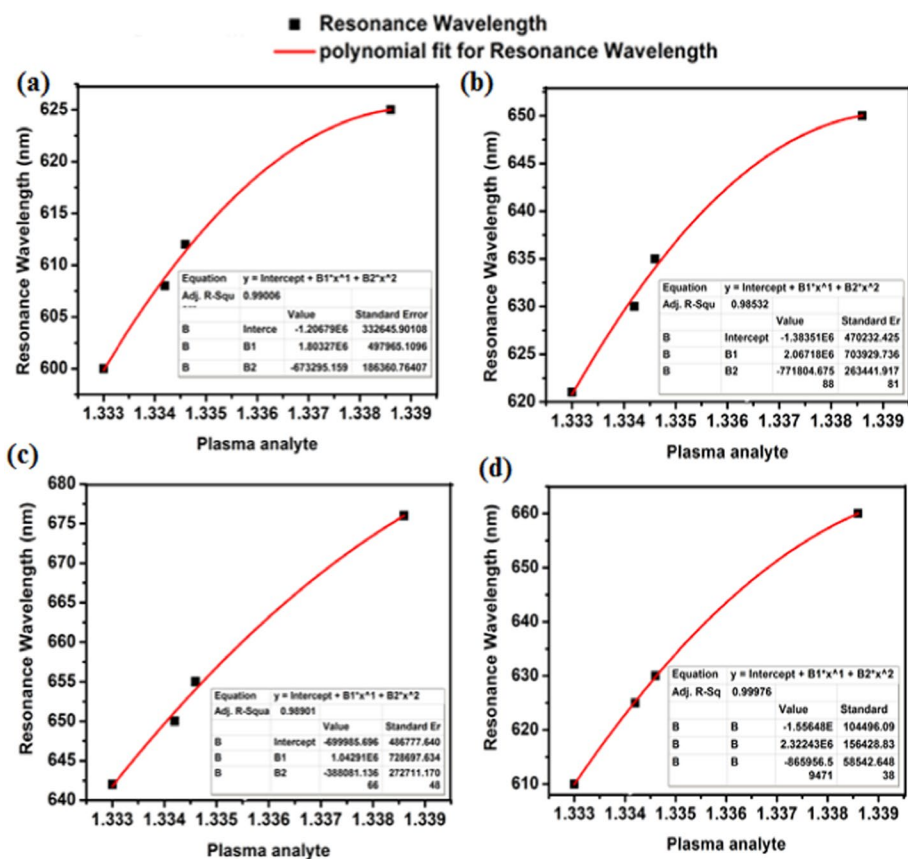 Resonance Wavelength
polynomial fit for Resonance Wavelength
(a)
Resonance Wavelength (nm)
625
620
615
610
605
600
1.333 1.334 1.335 1.336 1.337 1.338 1.339
Plasma analyte
Equation y = Intercept + B1*x^1 + B2*x^2
Adj. R-Squ 0.99006
Value Standard Error
B Interce -1.20679E6 332645.90108
B B1 1.80327E6 497965.1096
B B2 -673295.159 186360.76407
(b)
Resonance Wavelength (nm)
650
645
640
635
630
625
620
1.333 1.334 1.335 1.336 1.337 1.338 1.339
Plasma analyte
Equation y = Intercept + B1*x^1 + B2*x^2
Adj. R-Squ 0.98532
Value Standard Er
B Intercept -1.38351E6 470232.425
B B1 2.06718E6 703929.736
B B2 -771804.675 263441.917
88 81
(c)
Resonance Wavelength (nm)
680
675
670
665
660
655
650
645
640
1.333 1.334 1.335 1.336 1.337 1.338 1.339
Plasma analyte
Equation y = Intercept + B1*x^1 + B2*x^2
Adj. R-Squa 0.98901
Value Standard Er
B Intercept -699985.696 486777.640
B B1 1.04291E6 728697.634
B B2 -388081.136 272711.170
66 48
(d)
Resonance Wavelength (nm)
660
650
640
630
620
610
1.333 1.334 1.335 1.336 1.337 1.338 1.339
Plasma analyte
Equation y = Intercept + B1*x^1 + B2*x^2
Adj. R-Sq 0.99976
Value Standard
B B -1.55648E 104496.09
B B 2.32243E6 156428.83
B B -865956.5 58542.648
9471 38